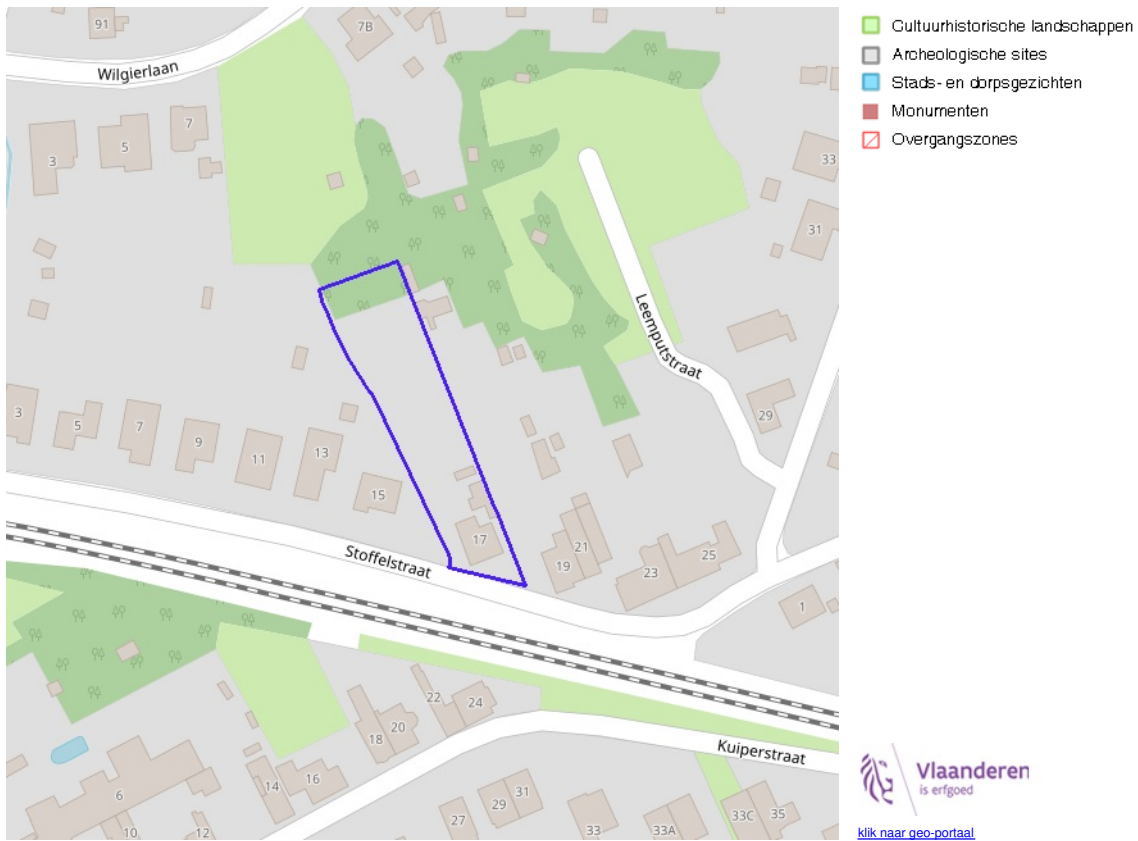 91
7B
Wilgierlaan
7
5
3
33
31
Leemputstraat
29
3
5
7
9
11
13
15
17
21
19
25
23
Stoffelstraat
1
22
24
20
18
Kuiperstraat
16
14
6
10
12
31
29
27
33
33A
33C
35
Cultuurhistorische landschappen
Archeologische sites
Stads- en dorpsgezichten
Monumenten
Overgangszones
Vlaanderen
is erfgoed
klik naar geo-portaal